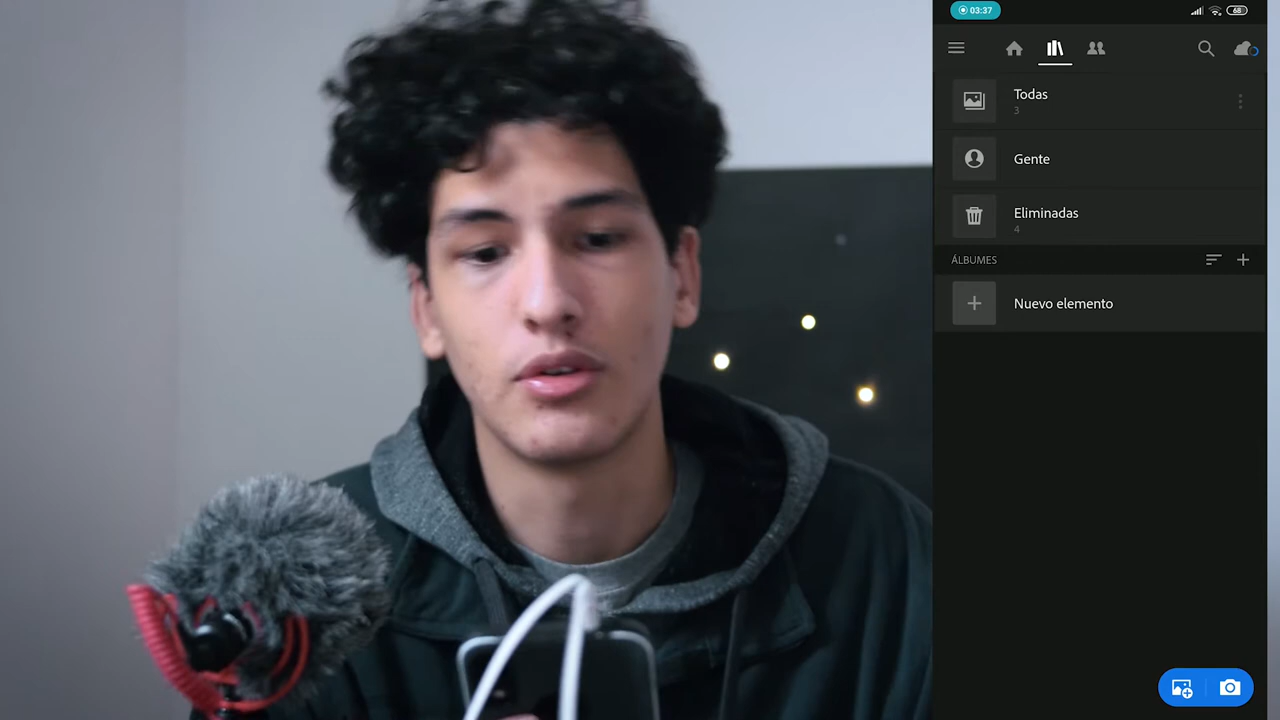 03:37
68
Todas
3
Gente
Eliminadas
4
ÁLBUMES
Nuevo elemento